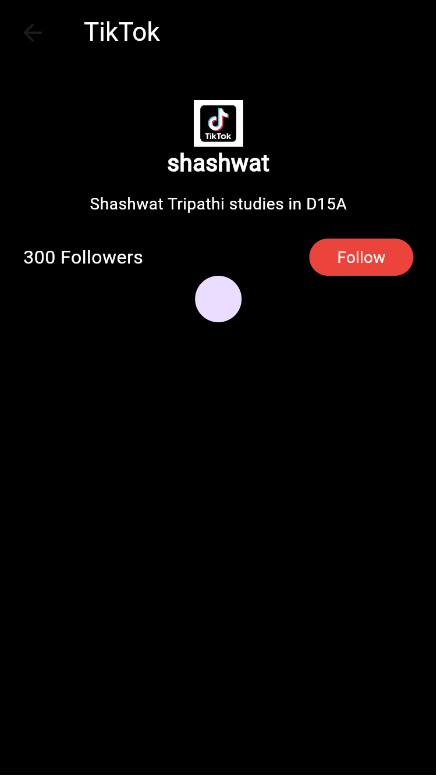 TikTok
TikTok
shashwat
Shashwat Tripathi studies in D15A
300 Followers
Follow